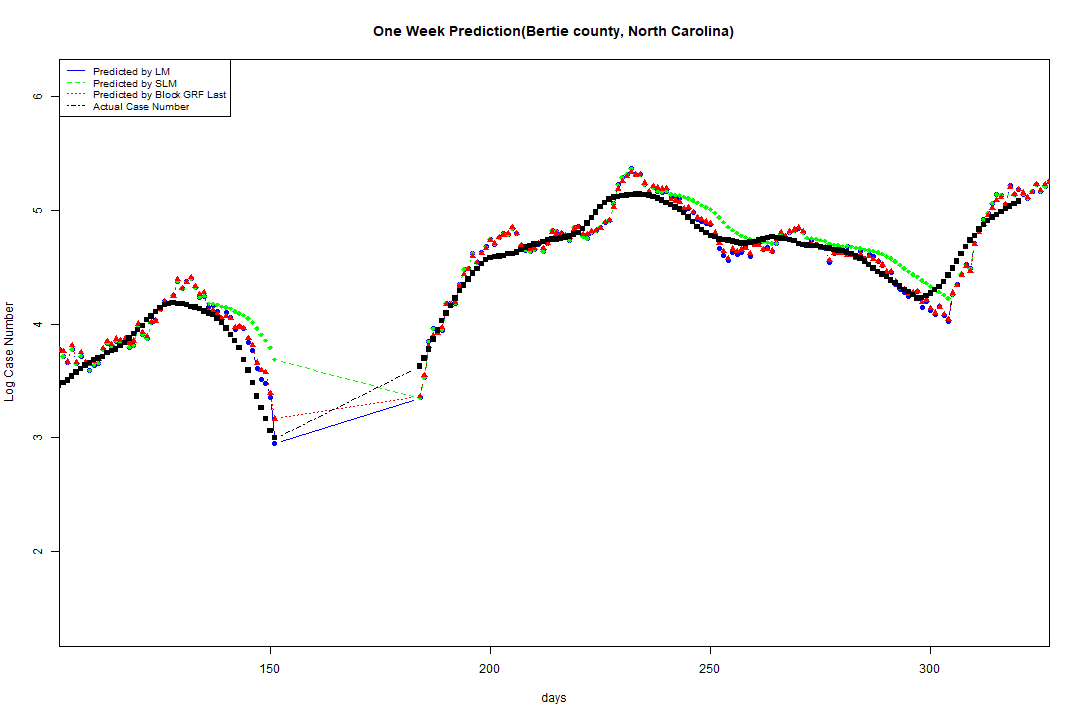 One Week Prediction(Bertie county, North Carolina)
Predicted by LM
Predicted by SLM
Predicted by Block GRF Last
Actual Case Number
6
5
4
3
2
Log Case Number
150 200 250 300
days